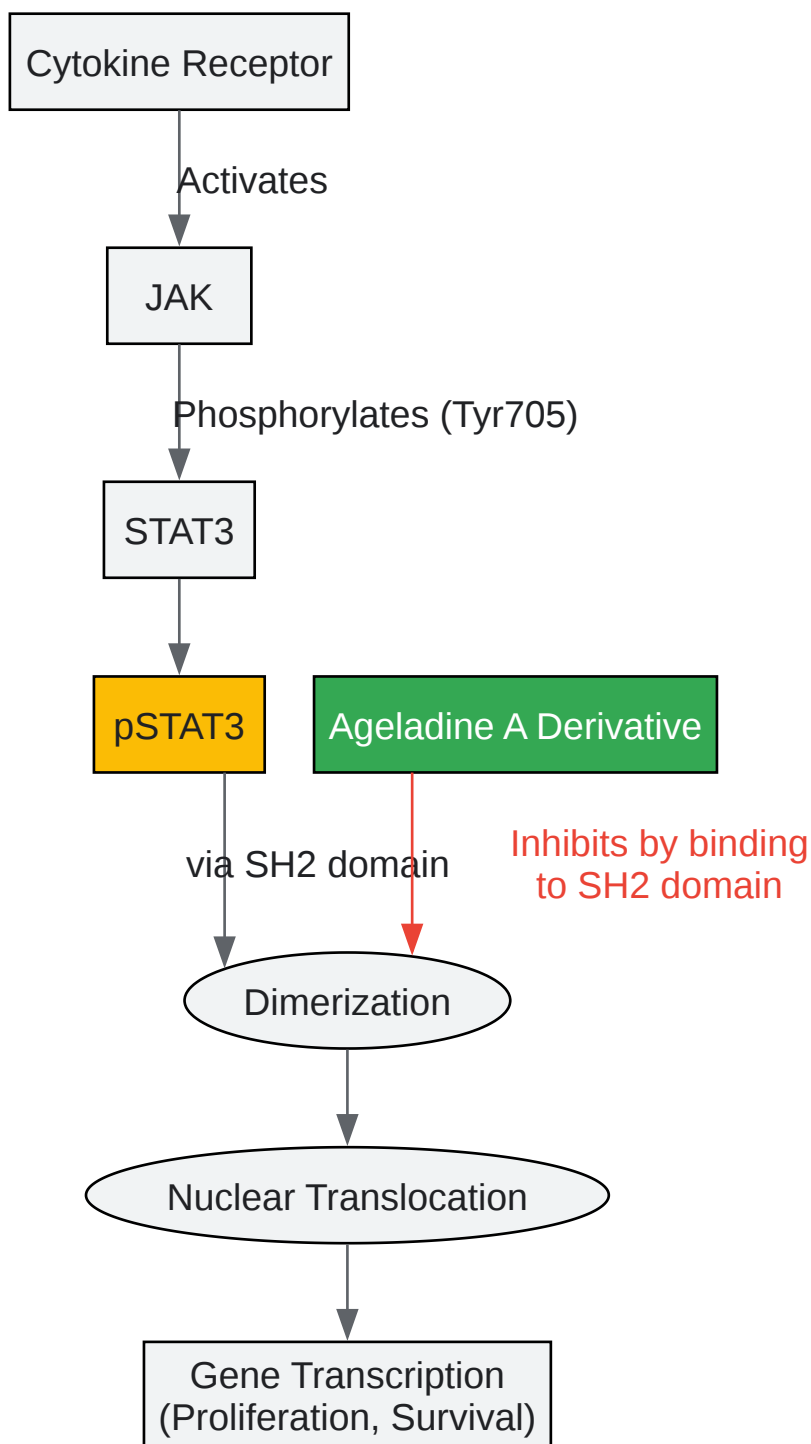 Cytokine Receptor
Activates
JAK
Phosphorylates (Tyr705)
STAT3
pSTAT3
Ageladine A Derivative
via SH2 domain
Inhibits by binding
to SH2 domain
Dimerization
Nuclear Translocation
Gene Transcription
(Proliferation, Survival)